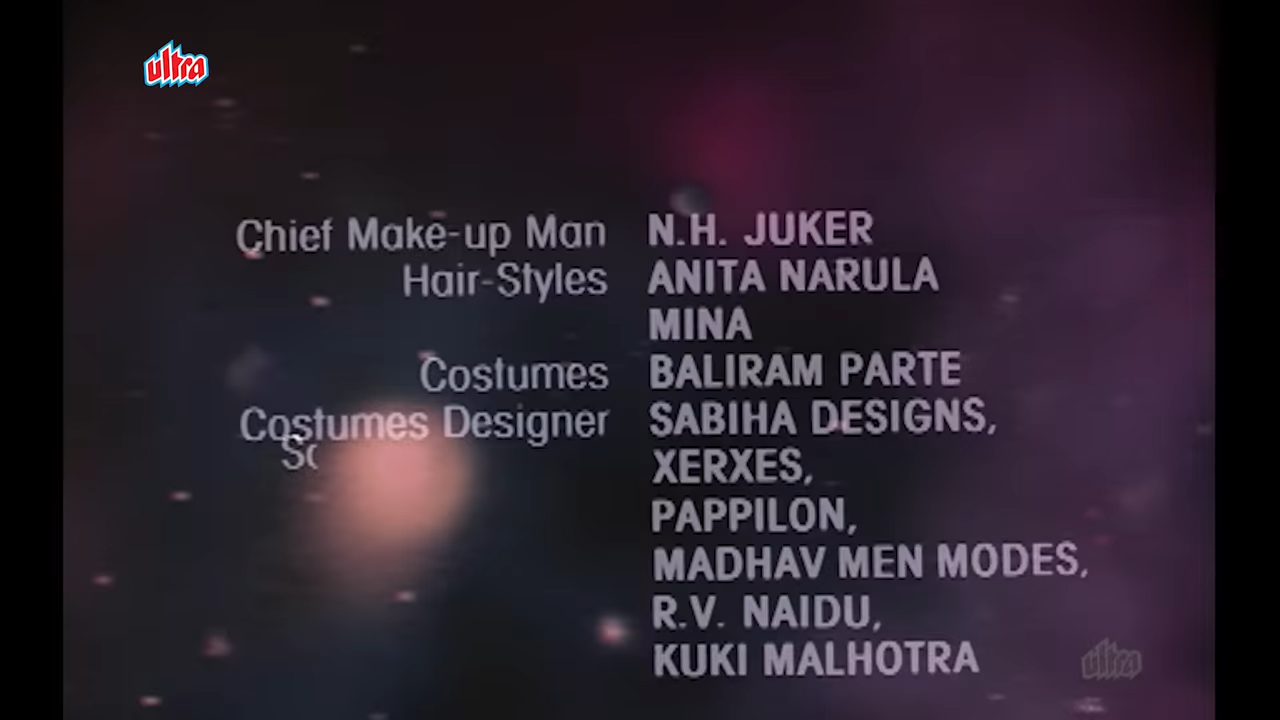 ultra
Chief Make-up Man N.H. JUKER
Hair-Styles ANITA NARULA
MINA
Costumes BALIRAM PARTE
Costumes Designer SABIHA DESIGNS,
XERXES,
PAPPILON,
MADHAV MEN MODES,
R.V. NAIDU,
KUKI MALHOTRA
ultra